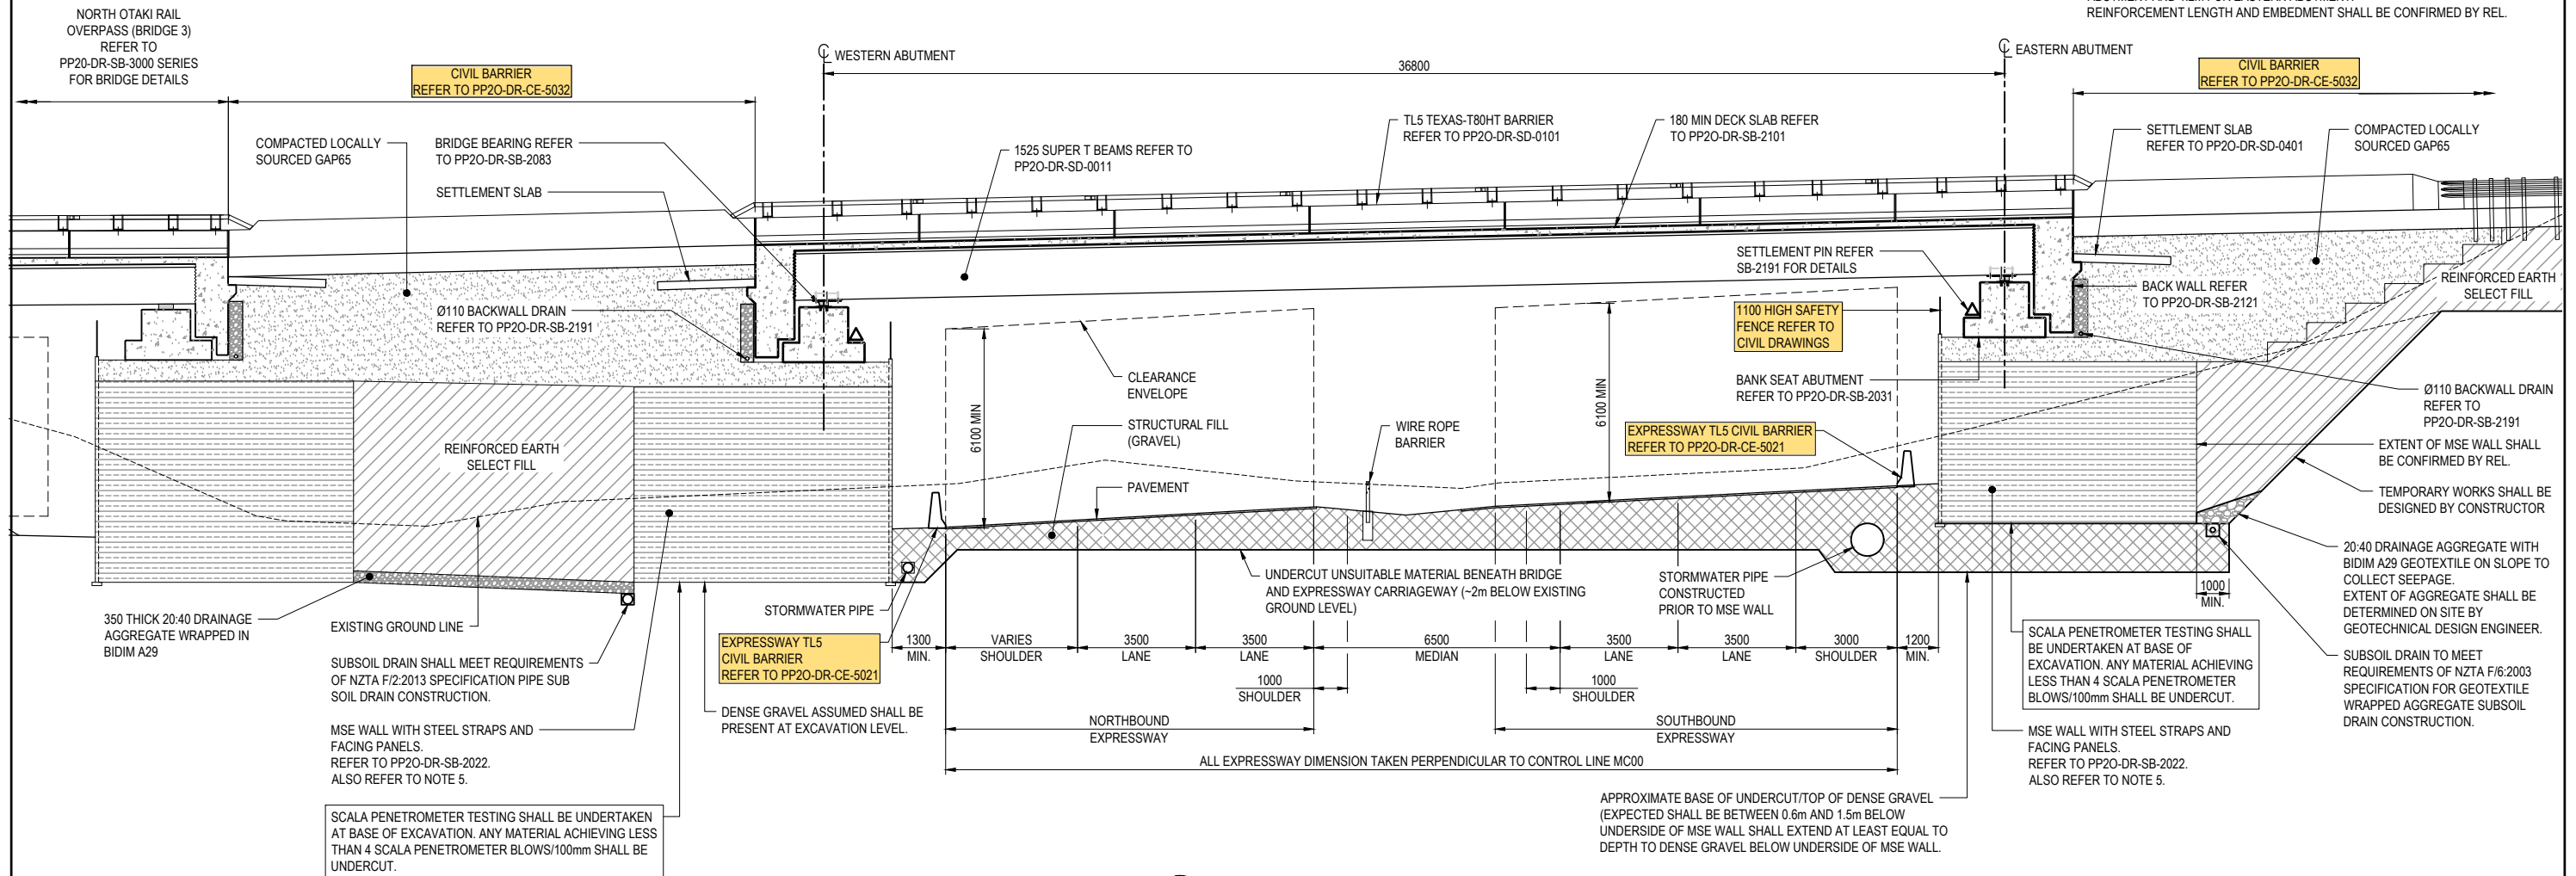 NORTH OTAKI RAIL
OVERPASS (BRIDGE 3)
REFER TO
PP2O-DR-SB-3000 SERIES
FOR BRIDGE DETAILS
CIVIL BARRIER
REFER TO PP2O-DR-CE-5032
WESTERN ABUTMENT
36800
EASTERN ABUTMENT
REINFORCEMENT LENGTH AND EMBEDMENT SHALL BE CONFIRMED BY REL.
CIVIL BARRIER
REFER TO PP2O-DR-CE-5032
COMPACTED LOCALLY
SOURCED GAP65
BRIDGE BEARING REFER
TO PP2O-DR-SB-2083
SETTLEMENT SLAB
1525 SUPER T BEAMS REFER TO
PP2O-DR-SD-0011
TL5 TEXAS-T80HT BARRIER
REFER TO PP2O-DR-SD-0101
180 MIN DECK SLAB REFER
TO PP2O-DR-SB-2101
SETTLEMENT SLAB
REFER TO PP2O-DR-SD-0401
COMPACTED LOCALLY
SOURCED GAP65
SETTLEMENT PIN REFER
SB-2191 FOR DETAILS
REINFORCED EARTH
SELECT FILL
BACK WALL REFER
TO PP2O-DR-SB-2121
Ø110 BACKWALL DRAIN
REFER TO PP2O-DR-SB-2191
1100 HIGH SAFETY
FENCE REFER TO
CIVIL DRAWINGS
6100 MIN
CLEARANCE
ENVELOPE
6100 MIN
BANK SEAT ABUTMENT
REFER TO PP2O-DR-SB-2031
Ø110 BACKWALL DRAIN
REFER TO
PP2O-DR-SB-2191
STRUCTURAL FILL
(GRAVEL)
WIRE ROPE
BARRIER
EXPRESSWAY TL5 CIVIL BARRIER
REFER TO PP2O-DR-CE-5021
REINFORCED EARTH
SELECT FILL
EXTENT OF MSE WALL SHALL
BE CONFIRMED BY REL.
PAVEMENT
TEMPORARY WORKS SHALL BE
DESIGNED BY CONSTRUCTOR
20:40 DRAINAGE AGGREGATE WITH
BIDIM A29 GEOTEXTILE ON SLOPE TO
COLLECT SEEPAGE.
EXTENT OF AGGREGATE SHALL BE
DETERMINED ON SITE BY
GEOTECHNICAL DESIGN ENGINEER.
UNDERCUT UNSUITABLE MATERIAL BENEATH BRIDGE
AND EXPRESSWAY CARRIAGEWAY (~2m BELOW EXISTING
GROUND LEVEL)
STORMWATER PIPE
CONSTRUCTED
PRIOR TO MSE WALL
1000
MIN.
350 THICK 20:40 DRAINAGE
AGGREGATE WRAPPED IN
BIDIM A29
EXISTING GROUND LINE
STORMWATER PIPE
EXPRESSWAY TL5
CIVIL BARRIER
REFER TO PP2O-DR-CE-5021
1300
MIN.
VARIES
SHOULDER
3500
LANE
3500
LANE
6500
MEDIAN
3500
LANE
3500
LANE
3000
SHOULDER
1200
MIN.
1000
SHOULDER
1000
SHOULDER
SUBSOIL DRAIN SHALL MEET REQUIREMENTS
OF NZTA F/2:2013 SPECIFICATION PIPE SUB
SOIL DRAIN CONSTRUCTION.
SCALA PENETROMETER TESTING SHALL
BE UNDERTAKEN AT BASE OF
EXCAVATION. ANY MATERIAL ACHIEVING
LESS THAN 4 SCALA PENETROMETER
BLOWS/100mm SHALL BE UNDERCUT.
SUBSOIL DRAIN TO MEET
REQUIREMENTS OF NZTA F/6:2003
SPECIFICATION FOR GEOTEXTILE
WRAPPED AGGREGATE SUBSOIL
DRAIN CONSTRUCTION.
DENSE GRAVEL ASSUMED SHALL BE
PRESENT AT EXCAVATION LEVEL.
NORTHBOUND
EXPRESSWAY
SOUTHBOUND
EXPRESSWAY
MSE WALL WITH STEEL STRAPS AND
FACING PANELS.
REFER TO PP2O-DR-SB-2022.
ALSO REFER TO NOTE 5.
MSE WALL WITH STEEL STRAPS AND
FACING PANELS.
REFER TO PP2O-DR-SB-2022.
ALSO REFER TO NOTE 5.
ALL EXPRESSWAY DIMENSION TAKEN PERPENDICULAR TO CONTROL LINE MC00
SCALA PENETROMETER TESTING SHALL BE UNDERTAKEN
AT BASE OF EXCAVATION. ANY MATERIAL ACHIEVING LESS
THAN 4 SCALA PENETROMETER BLOWS/100mm SHALL BE
UNDERCUT.
APPROXIMATE BASE OF UNDERCUT/TOP OF DENSE GRAVEL
(EXPECTED SHALL BE BETWEEN 0.6m AND 1.5m BELOW
UNDERSIDE OF MSE WALL SHALL EXTEND AT LEAST EQUAL TO
DEPTH TO DENSE GRAVEL BELOW UNDERSIDE OF MSE WALL.